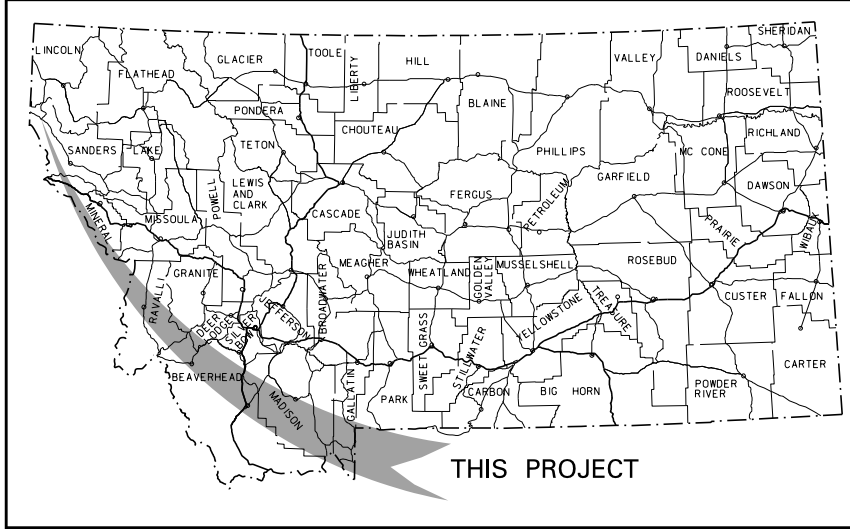 LINCOLN
FLATHEAD
GLACIER
TOOLE
LIBERTY
HILL
BLAINE
VALLEY
DANIELS
SHERIDAN
ROOSEVELT
PONDERA
CHOUTEAU
PHILLIPS
RICHLAND
MC CONE
SANDERS
LAKE
TETON
LEWIS
AND
CLARK
POWELL
MISSOULA
MINERAL
CASCADE
JUDITH
BASIN
FERGUS
PETROLEUM
GARFIELD
DAWSON
PRAIRIE
WIBAUX
GRANITE
RAVALLI
MEAGHER
BROADWATER
JEFFERSON
WHEATLAND
GOLDEN
VALLEY
MUSSELSHELL
ROSEBUD
TREASURE
CUSTER
FALLON
DEER
LODGE
SILVER
BOW
BEAVERHEAD
MADISON
GALLATIN
PARK
SWEET GRASS
STILLWATER
YELLOWSTONE
CARBON
BIG HORN
POWDER
RIVER
CARTER
THIS PROJECT